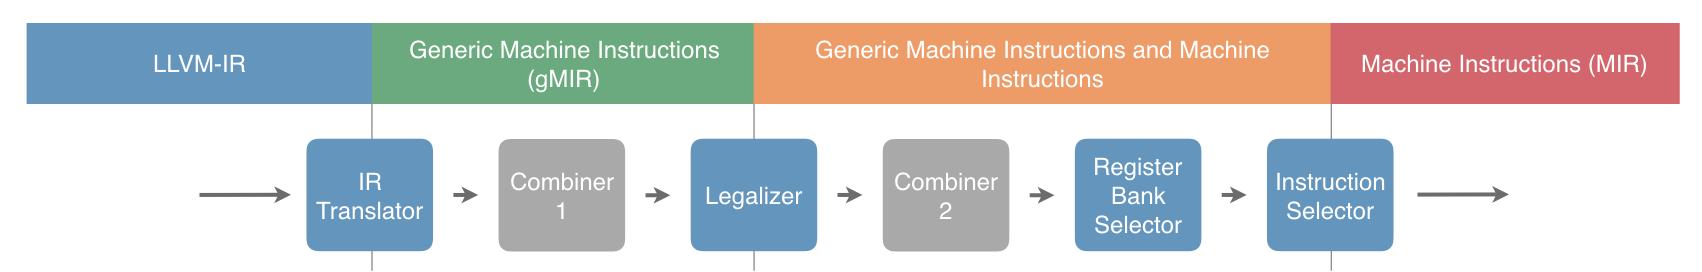 LLVM-IR
Generic Machine Instructions
(gMIR)
Generic Machine Instructions and Machine
Instructions
Machine Instructions (MIR)
IR
Translator
Combiner
1
Legalizer
Combiner
2
Register
Bank
Selector
Instruction
Selector